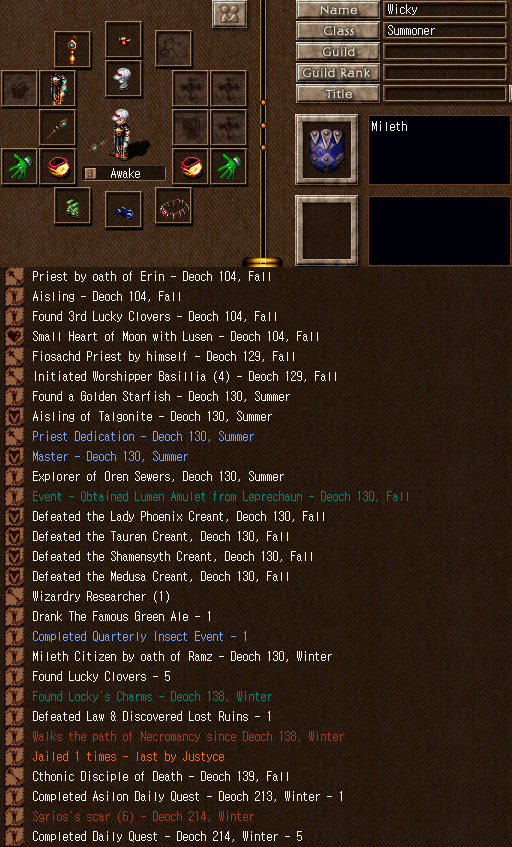 Name
Wicky
Class
Summoner
Guild
Guild Rank
Title
Mileth
Awake
Priest by oath of Erin - Deoch 104, Fall
Aisling - Deoch 104, Fall
Found 3rd Lucky Clovers - Deoch 104, Fall
Small Heart of Moon with Lusen - Deoch 104, Fall
Fiosachd Priest by himself - Deoch 129, Fall
Initiated Worshipper Basillia (4) - Deoch 129, Fall
Found a Golden Starfish - Deoch 130, Summer
Aisling of Talgonite - Deoch 130, Summer
Priest Dedication - Deoch 130, Summer
Master - Deoch 130, Summer
Explorer of Oren Sewers, Deoch 130, Summer
Event - Obtained Lumen Amulet from Leprechaun - Deoch 130, Fall
Defeated the Lady Phoenix Creant, Deoch 130, Fall
Defeated the Tauren Creant, Deoch 130, Fall
Defeated the Shamensyth Creant, Deoch 130, Fall
Defeated the Medusa Creant, Deoch 130, Fall
Wizardry Researcher (1)
Drank The Famous Green Ale - 1
Completed Quarterly Insect Event - 1
Mileth Citizen by oath of Ramz - Deoch 130, Winter
Found Lucky Clovers - 5
Found Locky's Charms - Deoch 138, Winter
Defeated Law & Discovered Lost Ruins - 1
Walks the path of Necromancy since Deoch 138, Winter
Jailed 1 times - last by Justyce
Cthonic Disciple of Death - Deoch 139, Fall
Completed Asilon Daily Quest - Deoch 213, Winter - 1
Sgrios's scar (6) - Deoch 214, Winter
Completed Daily Quest - Deoch 214, Winter - 5